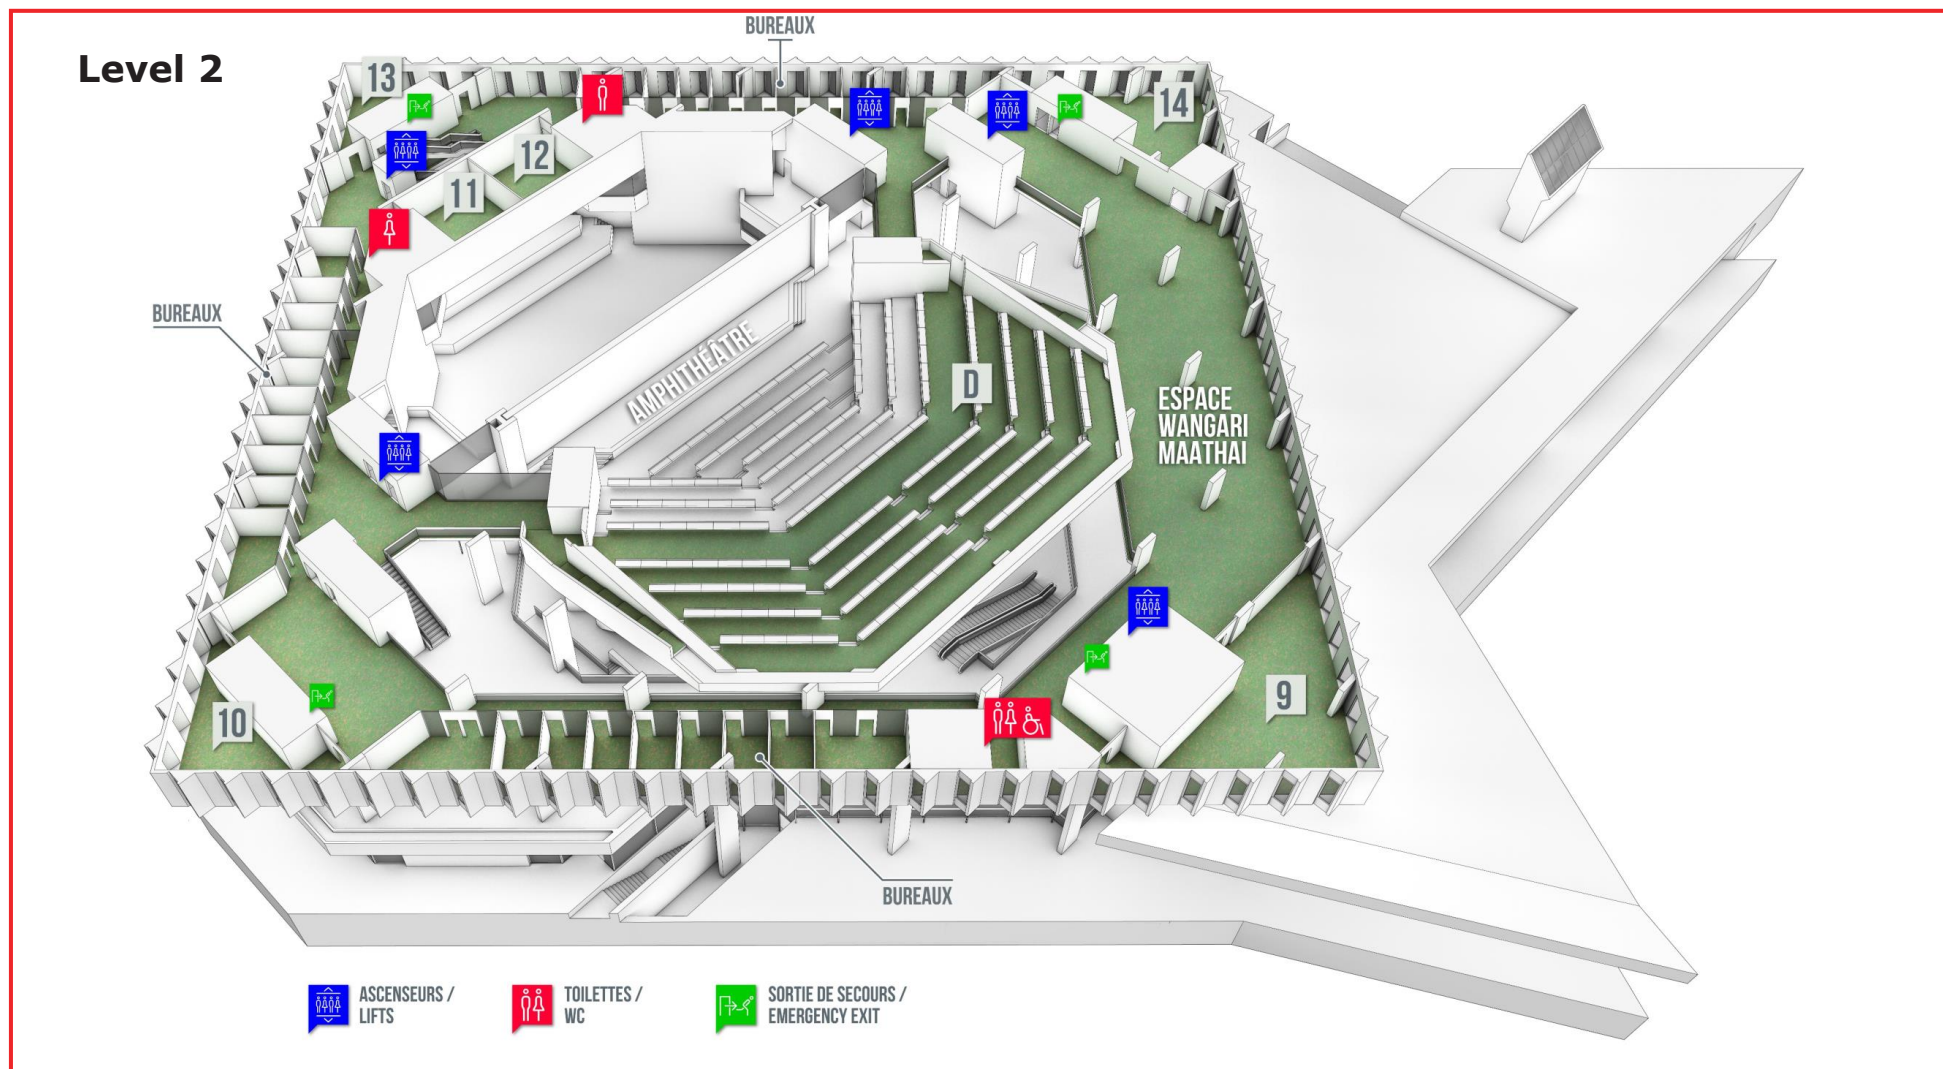 BUREAUX
Level 2
13
14
12
11
BUREAUX
AMPHITHÉÂTRE
D
ESPACE
WANGARI
MAATHAI
9
10
BUREAUX
ASCENSEURS /
LIFTS
TOILETTES /
WC
SORTIE DE SECOURS /
EMERGENCY EXIT